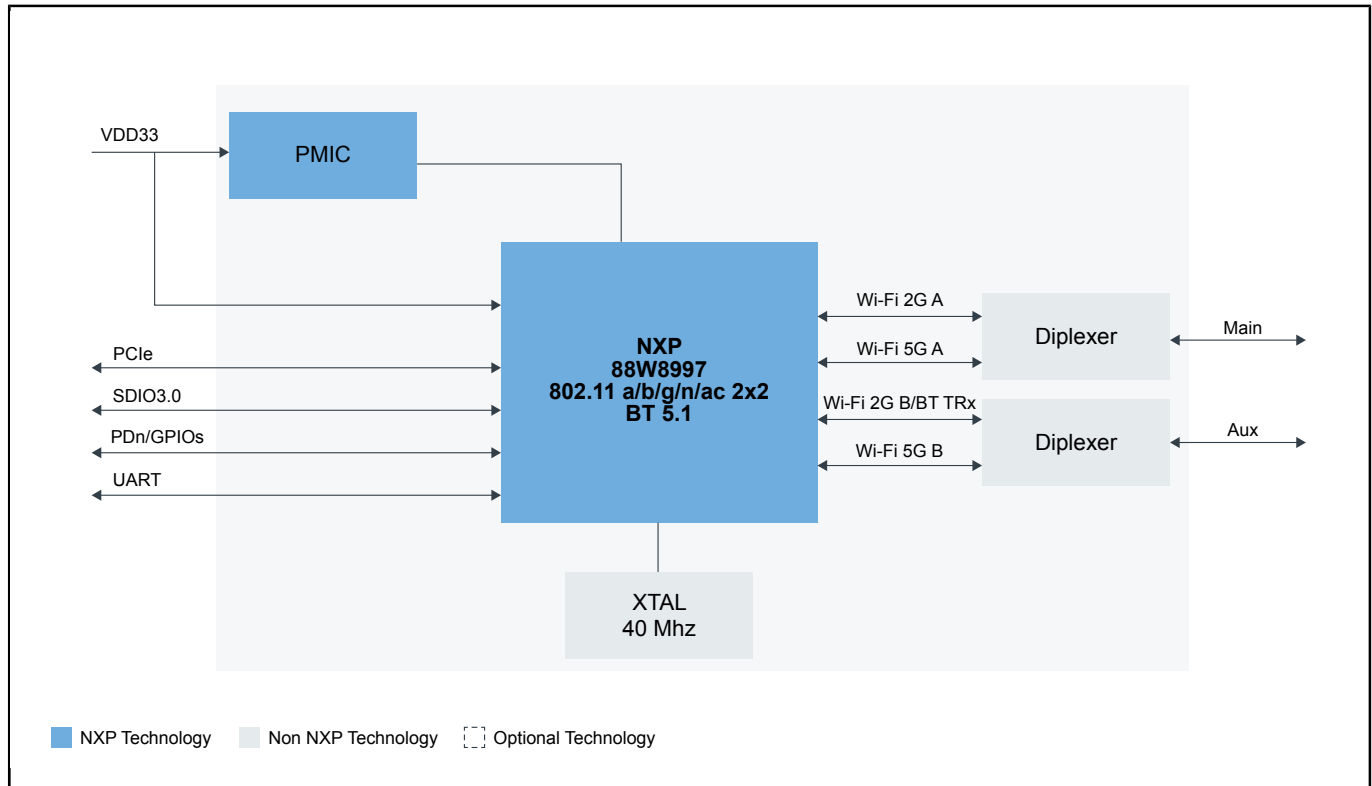 VDD33
PMIC
PCIe
SDIO3.0
PDn/GPIOs
UART
NXP
88W8997
802.11 a/b/g/n/ac 2x2
BT 5.1
Wi-Fi 2G A
Wi-Fi 5G A
Wi-Fi 2G B/BT TRx
Wi-Fi 5G B
Diplexer
Main
Diplexer
Aux
XTAL
40 Mhz
NXP Technology
Non NXP Technology
Optional Technology